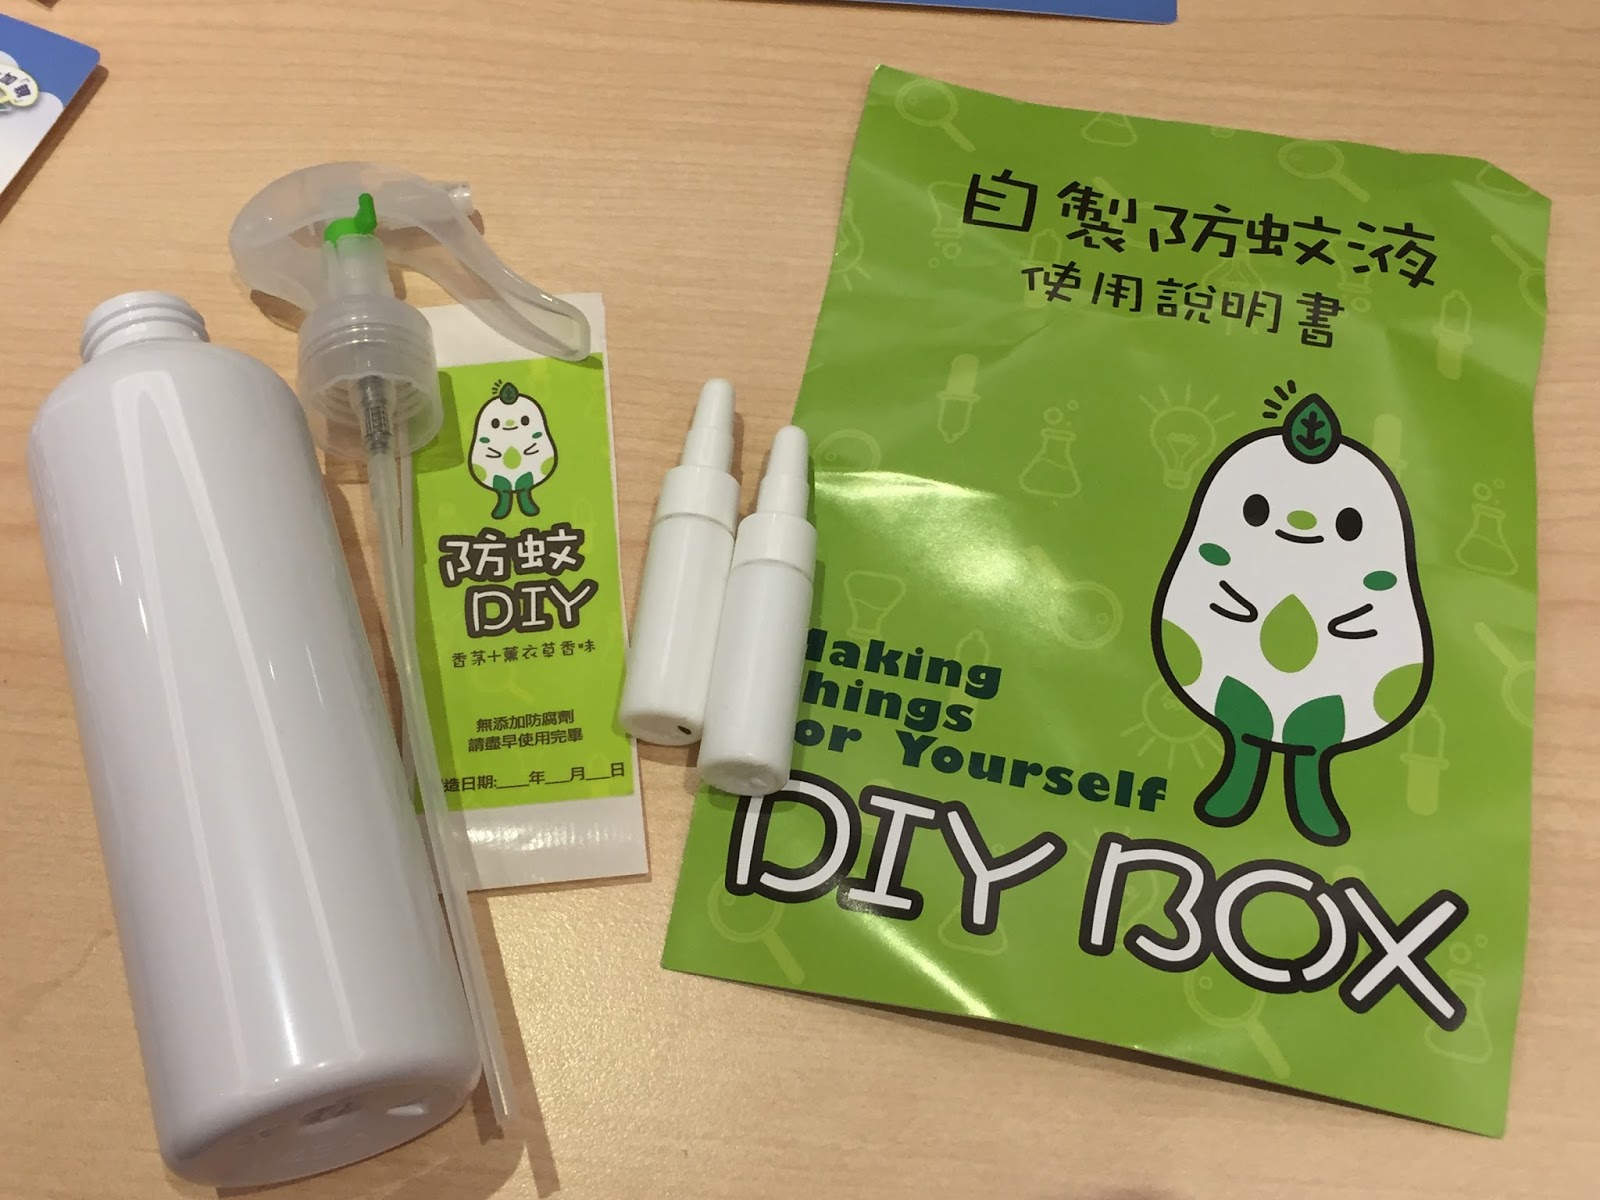 自製防蚊液
使用說明書
Making
Things
For Yourself
DIY BOX
防蚊
DIY
香茅+薰衣草香味
無添加防腐劑
請盡早使用完畢
造日期:____年___月___日